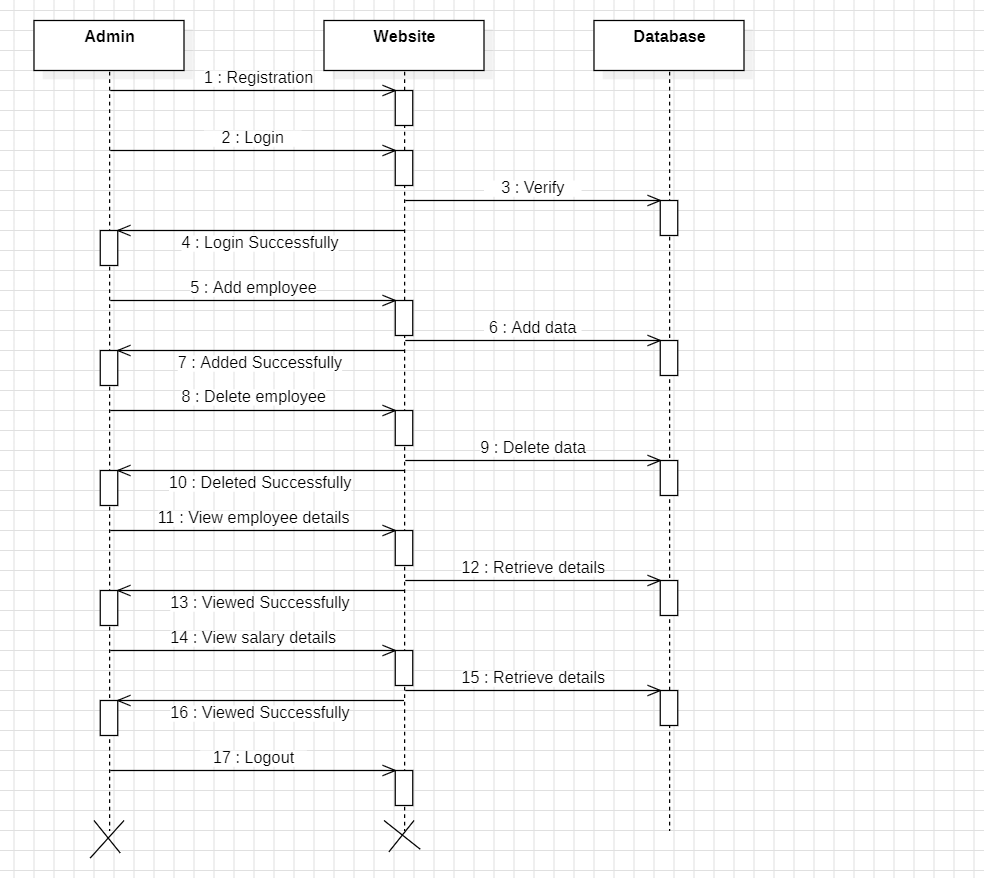 Admin
Website
Database
1 : Registration
2 : Login
3 : Verify
4 : Login Successfully
5 : Add employee
6 : Add data
7 : Added Successfully
8 : Delete employee
9 : Delete data
10 : Deleted Successfully
11 : View employee details
12 : Retrieve details
13 : Viewed Successfully
14 : View salary details
15 : Retrieve details
16 : Viewed Successfully
17 : Logout